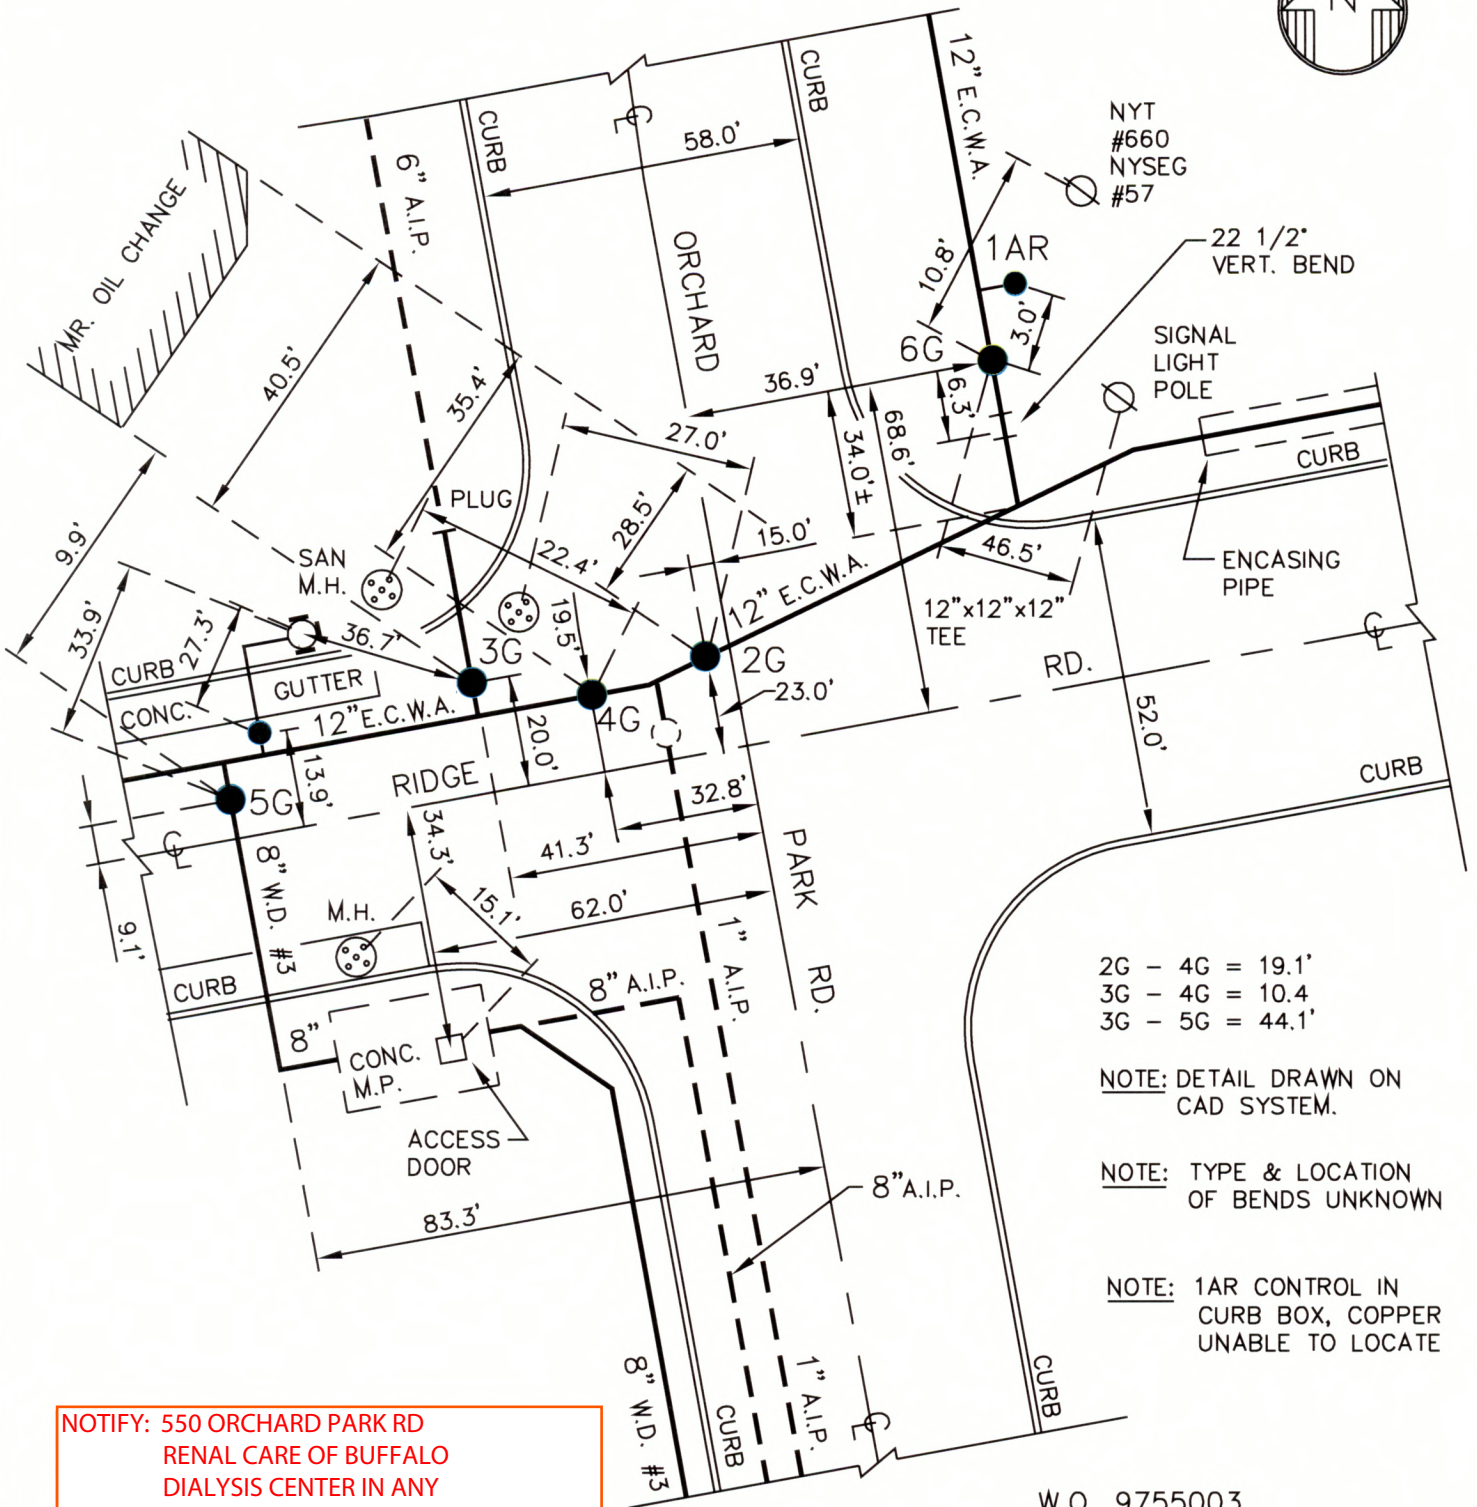 N
12" E.C.W.A.
CURB
CURB
58.0'
NYT
#660
NYSEG
#57
6" A.I.P.
MR. OIL CHANGE
ORCHARD
10.8'
1AR
22 1/2°
VERT. BEND
3.0'
6G
SIGNAL
LIGHT
POLE
40.5'
35.4'
36.9'
6.3'
27.0'
34.0'±
68.6'
CURB
PLUG
28.5'
9.9'
15.0'
46.5'
ENCASING
PIPE
SAN
M.H.
22.4'
12" E.C.W.A.
12"x12"x12"
TEE
33.9'
27.3'
36.7'
19.5'
3G
2G
RD.
CURB
GUTTER
CONC.
12" E.C.W.A.
4G
23.0'
52.0'
20.0'
13.9'
RIDGE
5G
32.8'
CURB
34.3'
41.3'
PARK
8" W.D. #3
15.1'
62.0'
M.H.
9.1'
1" A.I.P.
RD.
CURB
8" A.I.P.
8"
CONC.
M.P.
ACCESS
DOOR
2G - 4G = 19.1'
3G - 4G = 10.4
3G - 5G = 44.1'
NOTE: DETAIL DRAWN ON
CAD SYSTEM.
NOTE: TYPE & LOCATION
OF BENDS UNKNOWN
8"A.I.P.
83.3'
NOTE: 1AR CONTROL IN
CURB BOX, COPPER
UNABLE TO LOCATE
8" W.D. #3
CURB
1" A.I.P.
CURB
NOTIFY: 550 ORCHARD PARK RD
RENAL CARE OF BUFFALO
DIALYSIS CENTER IN ANY
W.O. 9755003